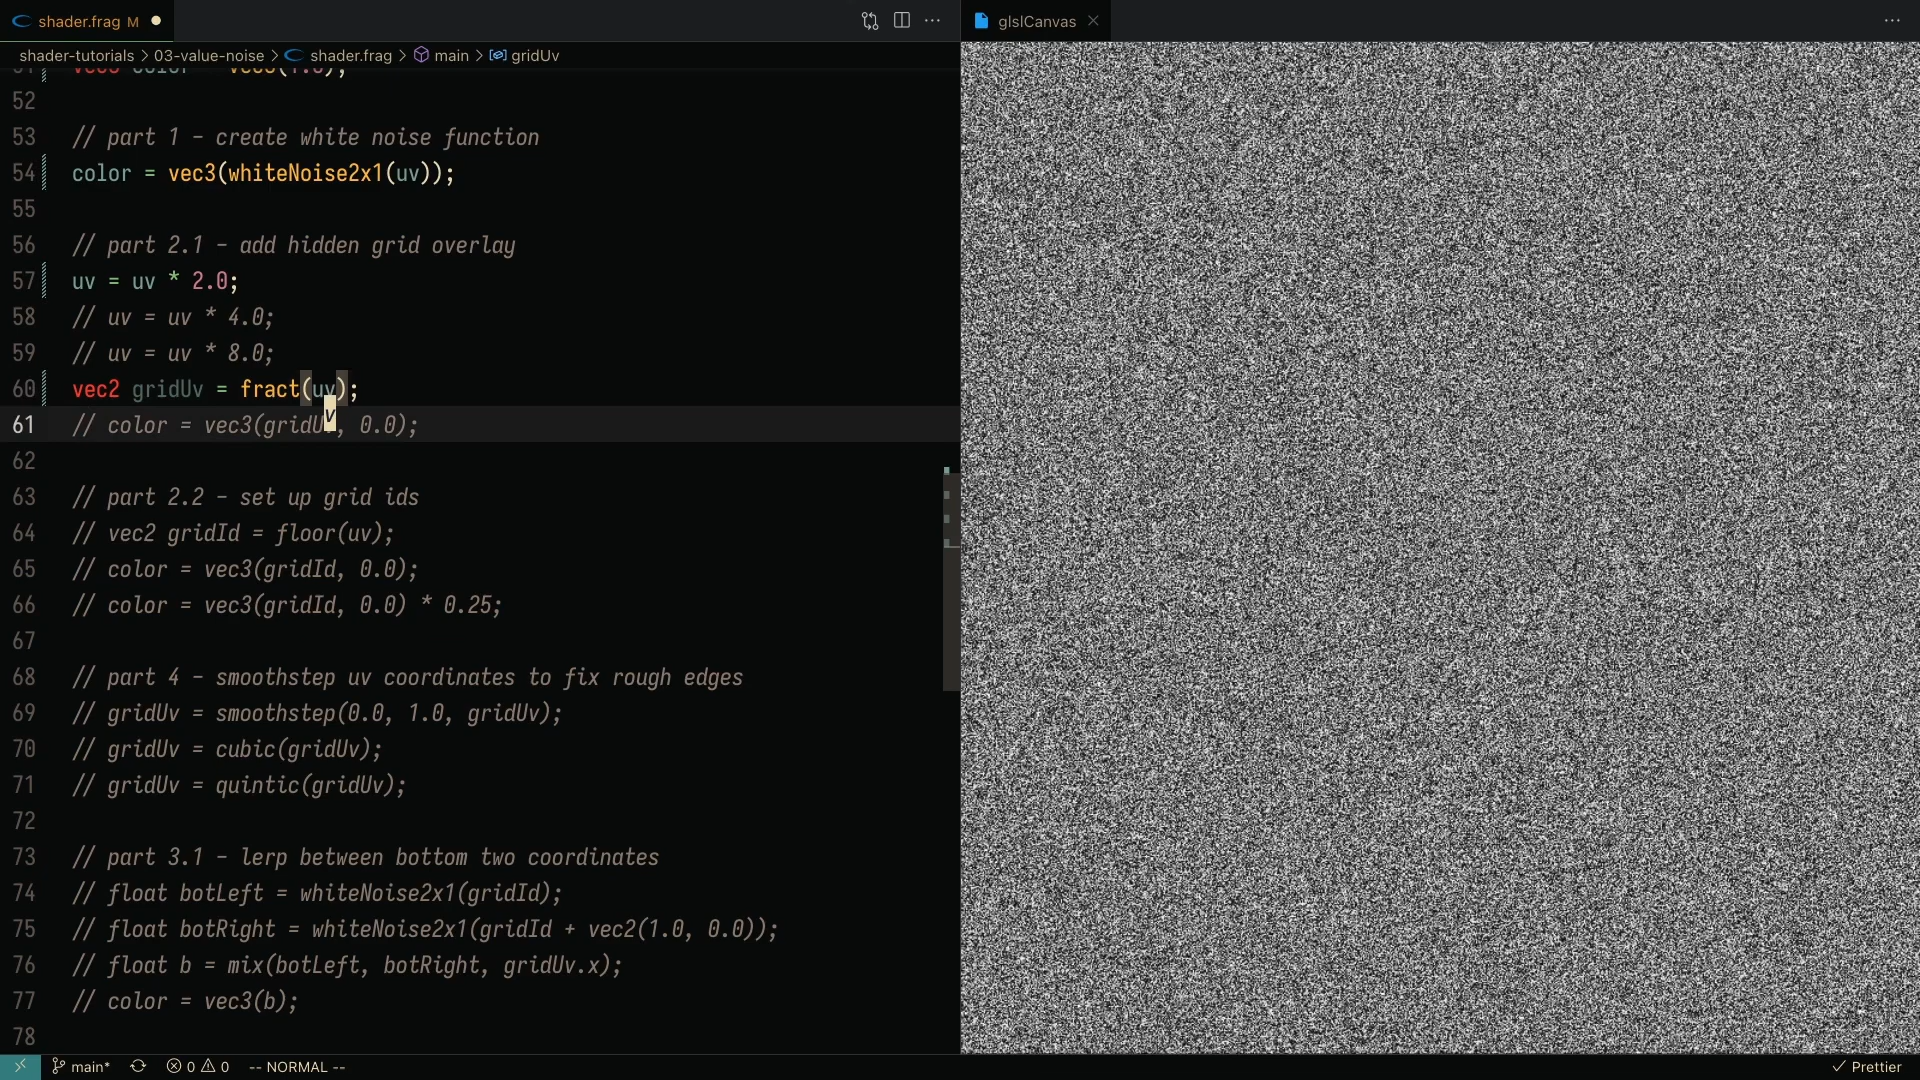 shader.frag M
glslCanvas
shader-tutorials > 03-value-noise > shader.frag > main > gridUv
52
53 // part 1 - create white noise function
54 color = vec3(whiteNoise2x1(uv));
55
56 // part 2.1 - add hidden grid overlay
57 uv = uv * 2.0;
58 // uv = uv * 4.0;
59 // uv = uv * 8.0;
60 vec2 gridUv = fract(uv);
61 // color = vec3(gridUv, 0.0);
62
63 // part 2.2 - set up grid ids
64 // vec2 gridId = floor(uv);
65 // color = vec3(gridId, 0.0);
66 // color = vec3(gridId, 0.0) * 0.25;
67
68 // part 4 - smoothstep uv coordinates to fix rough edges
69 // gridUv = smoothstep(0.0, 1.0, gridUv);
70 // gridUv = cubic(gridUv);
71 // gridUv = quintic(gridUv);
72
73 // part 3.1 - lerp between bottom two coordinates
74 // float botLeft = whiteNoise2x1(gridId);
75 // float botRight = whiteNoise2x1(gridId + vec2(1.0, 0.0));
76 // float b = mix(botLeft, botRight, gridUv.x);
77 // color = vec3(b);
78
main* 0 0 -- NORMAL -- Prettier